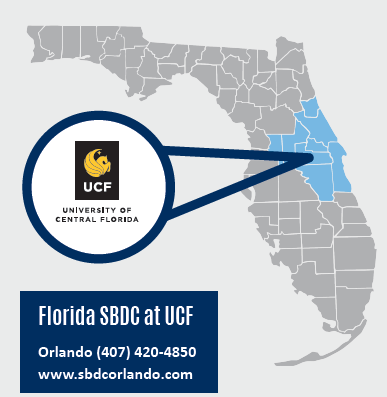 UCF
UNIVERSITY OF
CENTRAL FLORIDA
Florida SBDC at UCF
Orlando (407) 420-4850
www.sbdcorlando.com